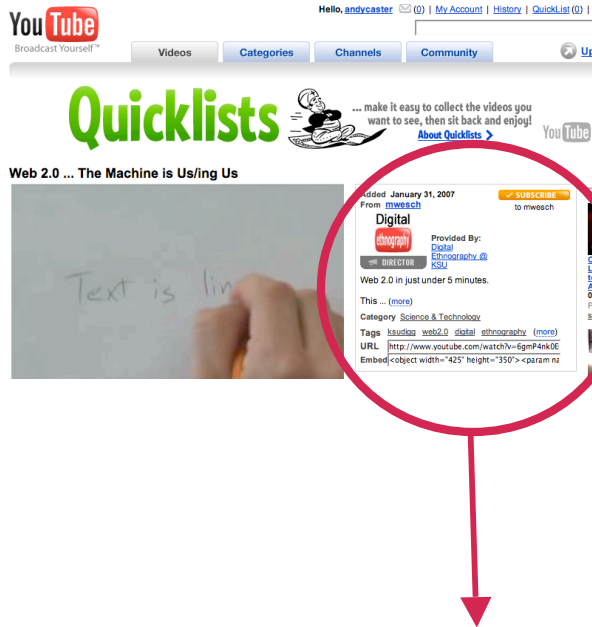 You Tube
Hello, andycaster (0) | My Account | History | QuickList (0) |
Broadcast Yourself™
Videos Categories Channels Community
Quicklists
... make it easy to collect the videos you
want to see, then sit back and enjoy!
About Quicklists
You Tube
Web 2.0 ... The Machine is Us/ing Us
Text is lin
Added January 31, 2007
SUBSCRIBE
From mwesch
to mwesch
Digital
ethnography
DIRECTOR
Provided By:
Digital
Ethnography @
KSU
Web 2.0 in just under 5 minutes.
This ... (more)
Category Science & Technology
Tags ksudigg web2.0 digital ethnography (more)
URL http://www.youtube.com/watch?v=6gmP4nk0E
Embed <object width="425" height="350"> <param na